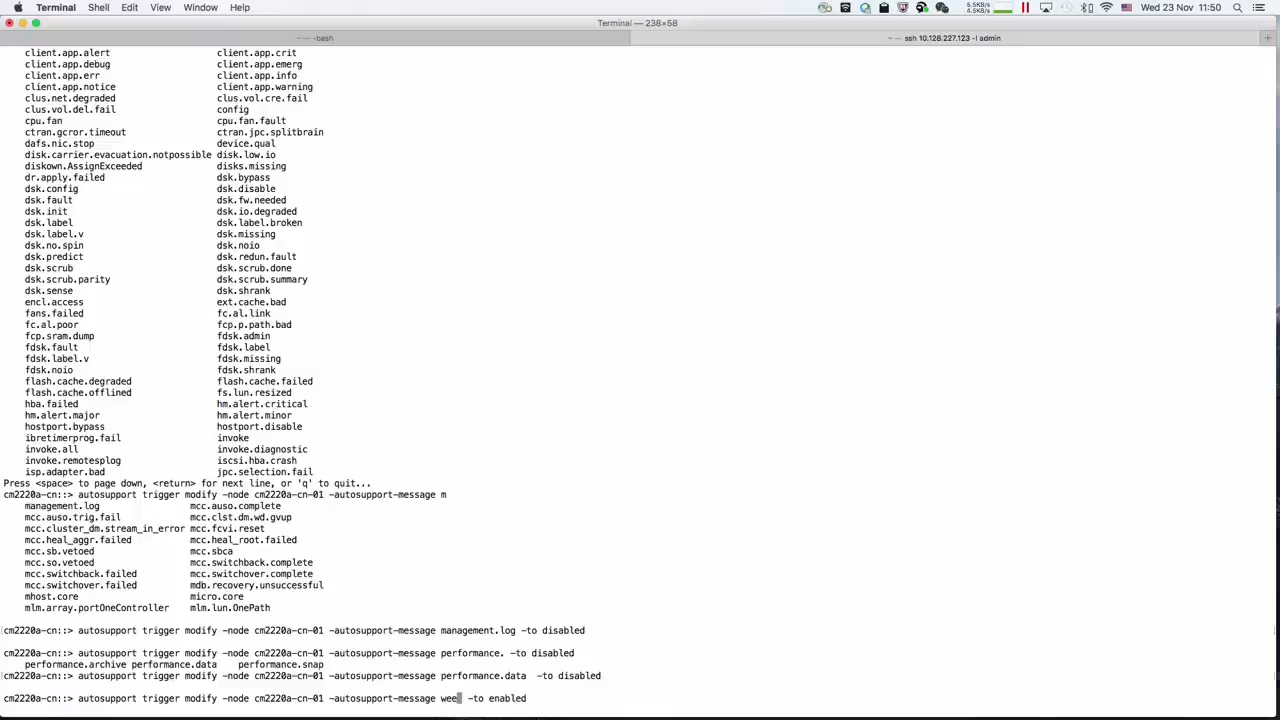 Terminal Shell Edit View Window Help 5.5KB/s 4.5KB/s Wed 23 Nov 11:50
Terminal — 238×58
~ — -bash ~ — ssh 10.128.227.123 -l admin +
client.app.alert client.app.crit
client.app.debug client.app.emerg
client.app.err client.app.info
client.app.notice client.app.warning
clus.net.degraded clus.vol.cre.fail
clus.vol.del.fail config
cpu.fan cpu.fan.fault
ctran.gcror.timeout ctran.jpc.splitbrain
dafs.nic.stop device.qual
disk.carrier.evacuation.notpossible disk.low.io
diskown.AssignExceeded disks.missing
dr.apply.failed dsk.bypass
dsk.config dsk.disable
dsk.fault dsk.fw.needed
dsk.init dsk.io.degraded
dsk.label dsk.label.broken
dsk.label.v dsk.missing
dsk.no.spin dsk.noio
dsk.predict dsk.redun.fault
dsk.scrub dsk.scrub.done
dsk.scrub.parity dsk.scrub.summary
dsk.sense dsk.shrank
encl.access ext.cache.bad
fans.failed fc.al.link
fc.al.poor fcp.p.path.bad
fcp.sram.dump fdsk.admin
fdsk.fault fdsk.label
fdsk.label.v fdsk.missing
fdsk.noio fdsk.shrank
flash.cache.degraded flash.cache.failed
flash.cache.offlined fs.lun.resized
hba.failed hm.alert.critical
hm.alert.major hm.alert.minor
hostport.bypass hostport.disable
ibretimerprog.fail invoke
invoke.all invoke.diagnostic
invoke.remotesplog iscsi.hba.crash
isp.adapter.bad jpc.selection.fail
Press <space> to page down, <return> for next line, or 'q' to quit...
cm2220a-cn::> autosupport trigger modify -node cm2220a-cn-01 -autosupport-message m
management.log mcc.auso.complete
mcc.auso.trig.fail mcc.clst.dm.wd.gvup
mcc.cluster_dm.stream_in_error mcc.fcvi.reset
mcc.heal_aggr.failed mcc.heal_root.failed
mcc.sb.vetoed mcc.sbca
mcc.so.vetoed mcc.switchback.complete
mcc.switchback.failed mcc.switchover.complete
mcc.switchover.failed mdb.recovery.unsuccessful
mhost.core micro.core
mlm.array.portOneController mlm.lun.OnePath
cm2220a-cn::> autosupport trigger modify -node cm2220a-cn-01 -autosupport-message management.log -to disabled
cm2220a-cn::> autosupport trigger modify -node cm2220a-cn-01 -autosupport-message performance. -to disabled
performance.archive performance.data performance.snap
cm2220a-cn::> autosupport trigger modify -node cm2220a-cn-01 -autosupport-message performance.data -to disabled
cm2220a-cn::> autosupport trigger modify -node cm2220a-cn-01 -autosupport-message wee -to enabled